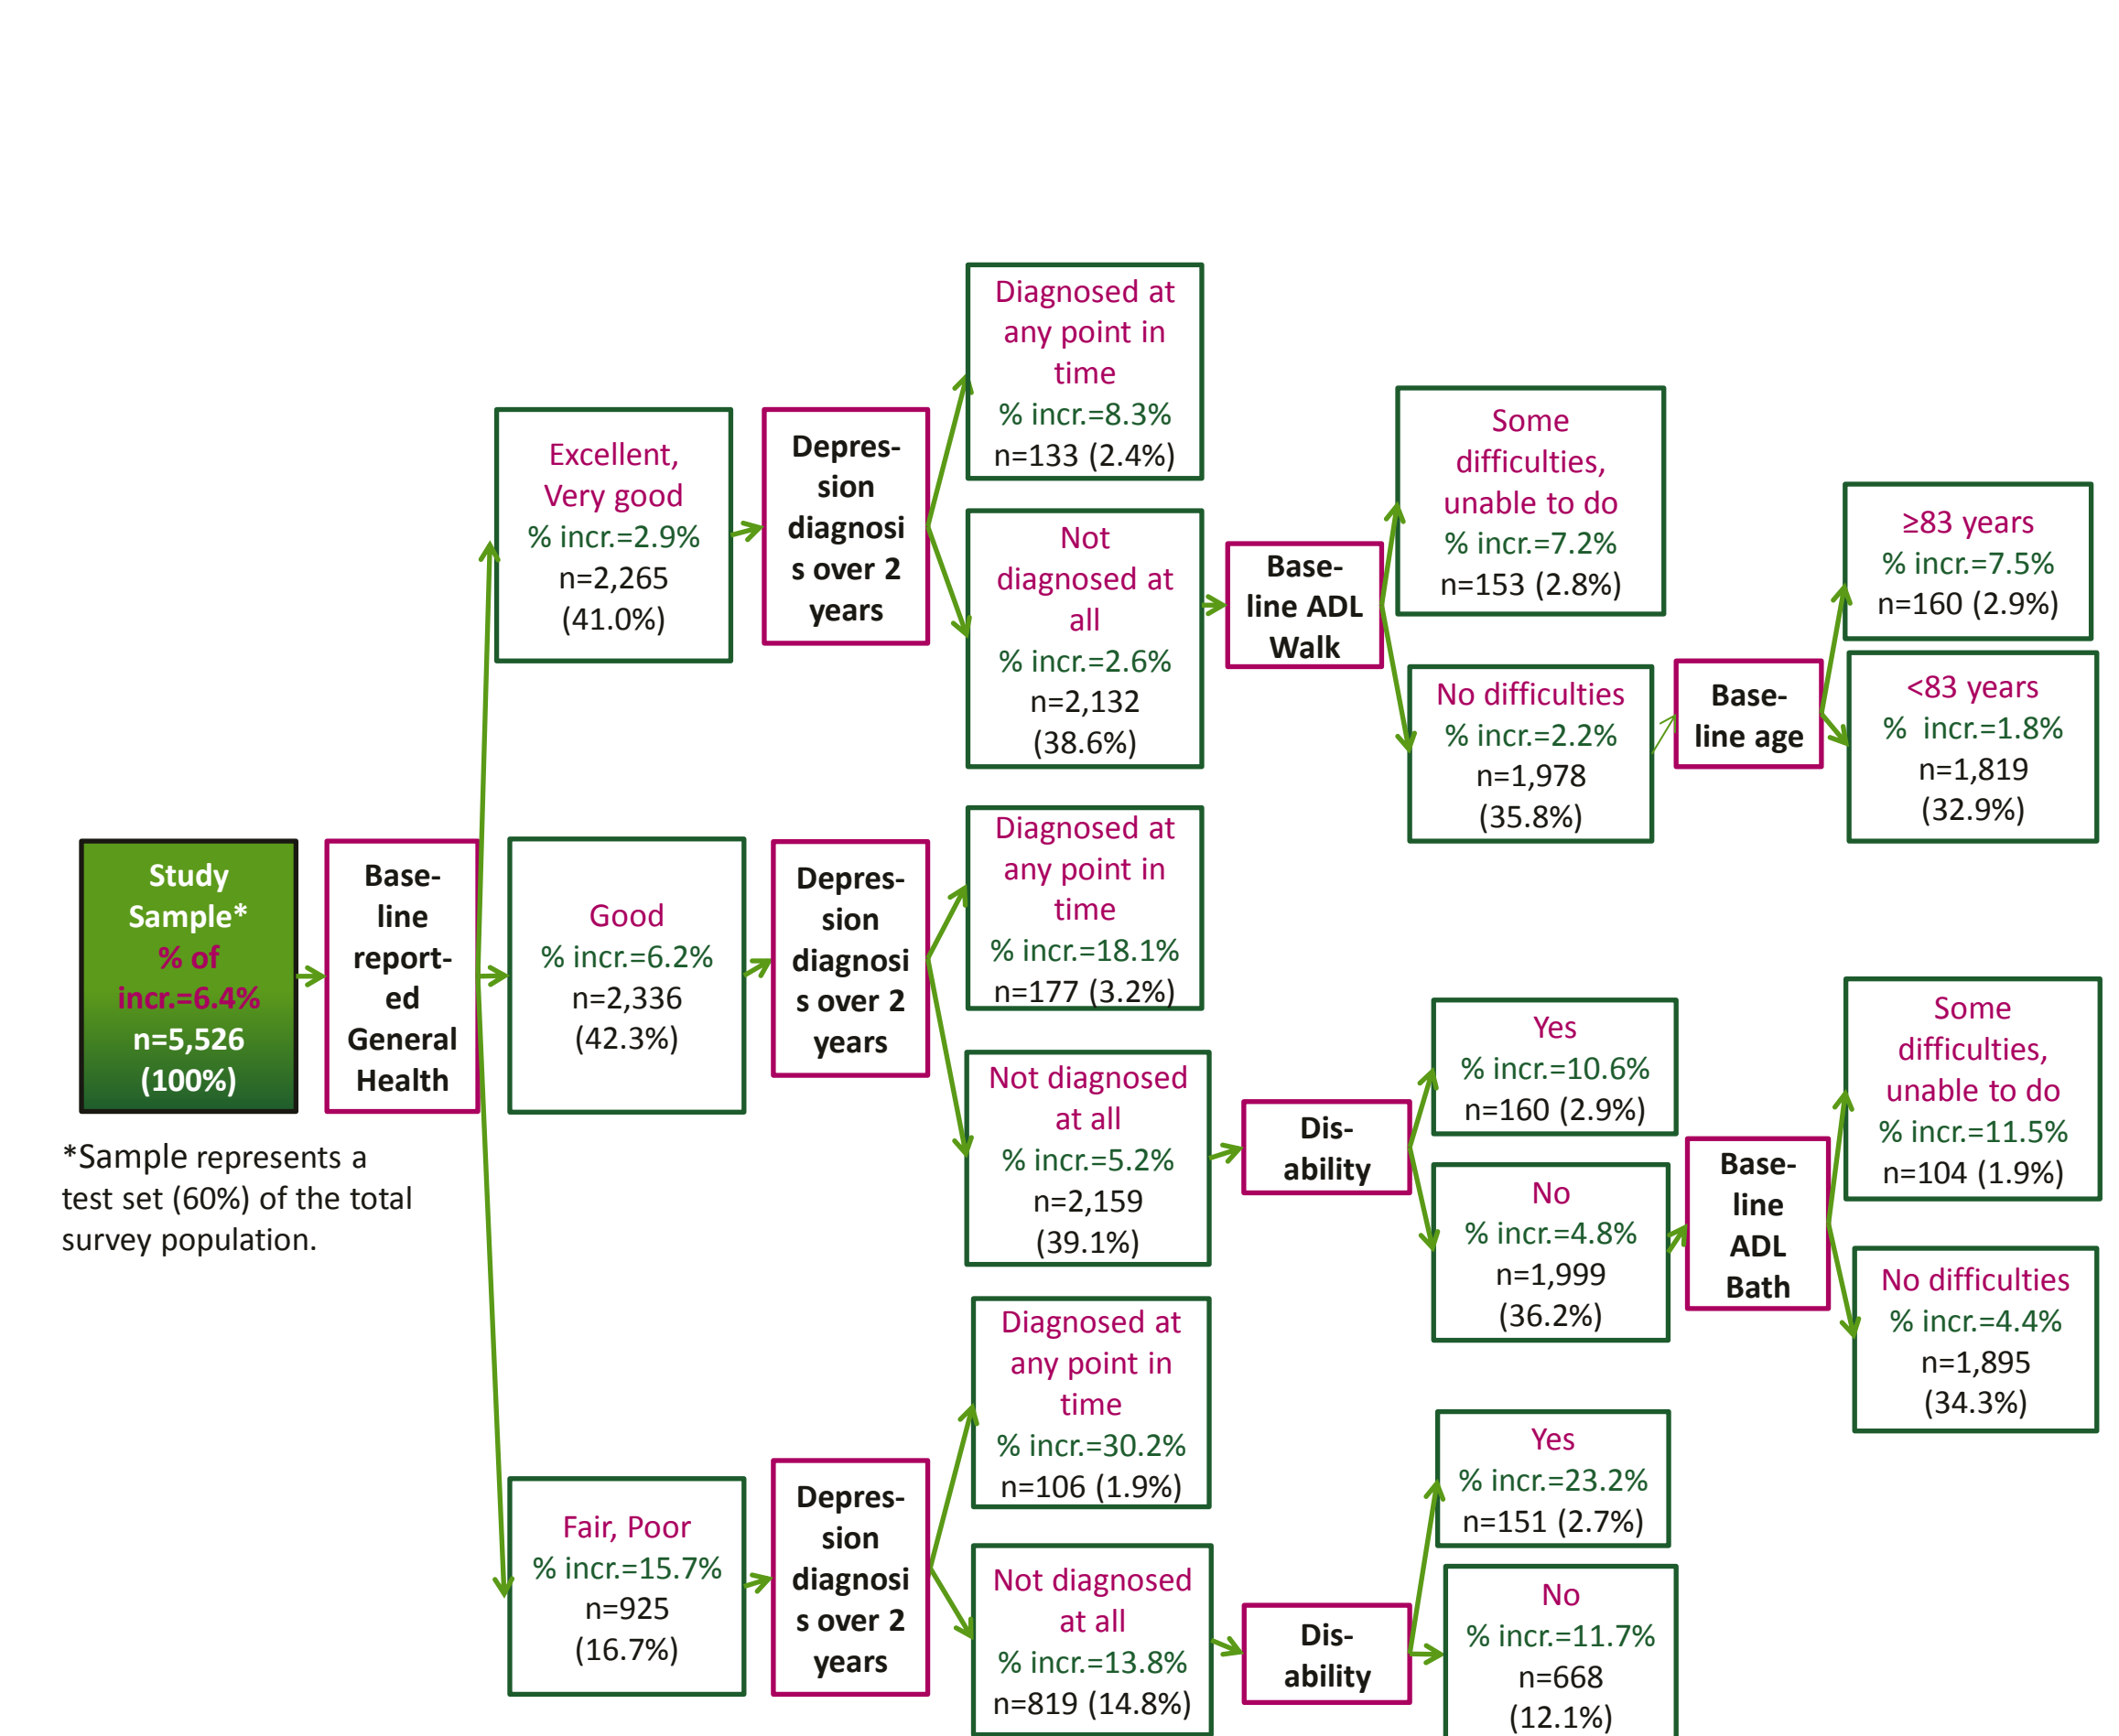 Study
Sample*
% of
incr.=6.4%
n=5,526
(100%)
*Sample represents a
test set (60%) of the total
survey population.
Base-
line
report-
ed
General
Health
Excellent,
Very good
% incr.=2.9%
n=2,265
(41.0%)
Depres-
sion
diagnosi
s over 2
years
Diagnosed at
any point in
time
% incr.=8.3%
n=133 (2.4%)
Not
diagnosed at
all
% incr.=2.6%
n=2,132
(38.6%)
Base-
line ADL
Walk
Some
difficulties,
unable to do
% incr.=7.2%
n=153 (2.8%)
No difficulties
% incr.=2.2%
n=1,978
(35.8%)
Base-
line age
≥83 years
% incr.=7.5%
n=160 (2.9%)
<83 years
%  incr.=1.8%
n=1,819
(32.9%)
Good
% incr.=6.2%
n=2,336
(42.3%)
Depres-
sion
diagnosi
s over 2
years
Diagnosed at
any point in
time
% incr.=18.1%
n=177 (3.2%)
Not diagnosed
at all
% incr.=5.2%
n=2,159
(39.1%)
Dis-
ability
Yes
% incr.=10.6%
n=160 (2.9%)
No
% incr.=4.8%
n=1,999
(36.2%)
Base-
line
ADL
Bath
Some
difficulties,
unable to do
% incr.=11.5%
n=104 (1.9%)
No difficulties
% incr.=4.4%
n=1,895
(34.3%)
Fair, Poor
% incr.=15.7%
n=925
(16.7%)
Depres-
sion
diagnosi
s over 2
years
Diagnosed at
any point in
time
% incr.=30.2%
n=106 (1.9%)
Not diagnosed
at all
% incr.=13.8%
n=819 (14.8%)
Dis-
ability
Yes
% incr.=23.2%
n=151 (2.7%)
No
% incr.=11.7%
n=668
(12.1%)